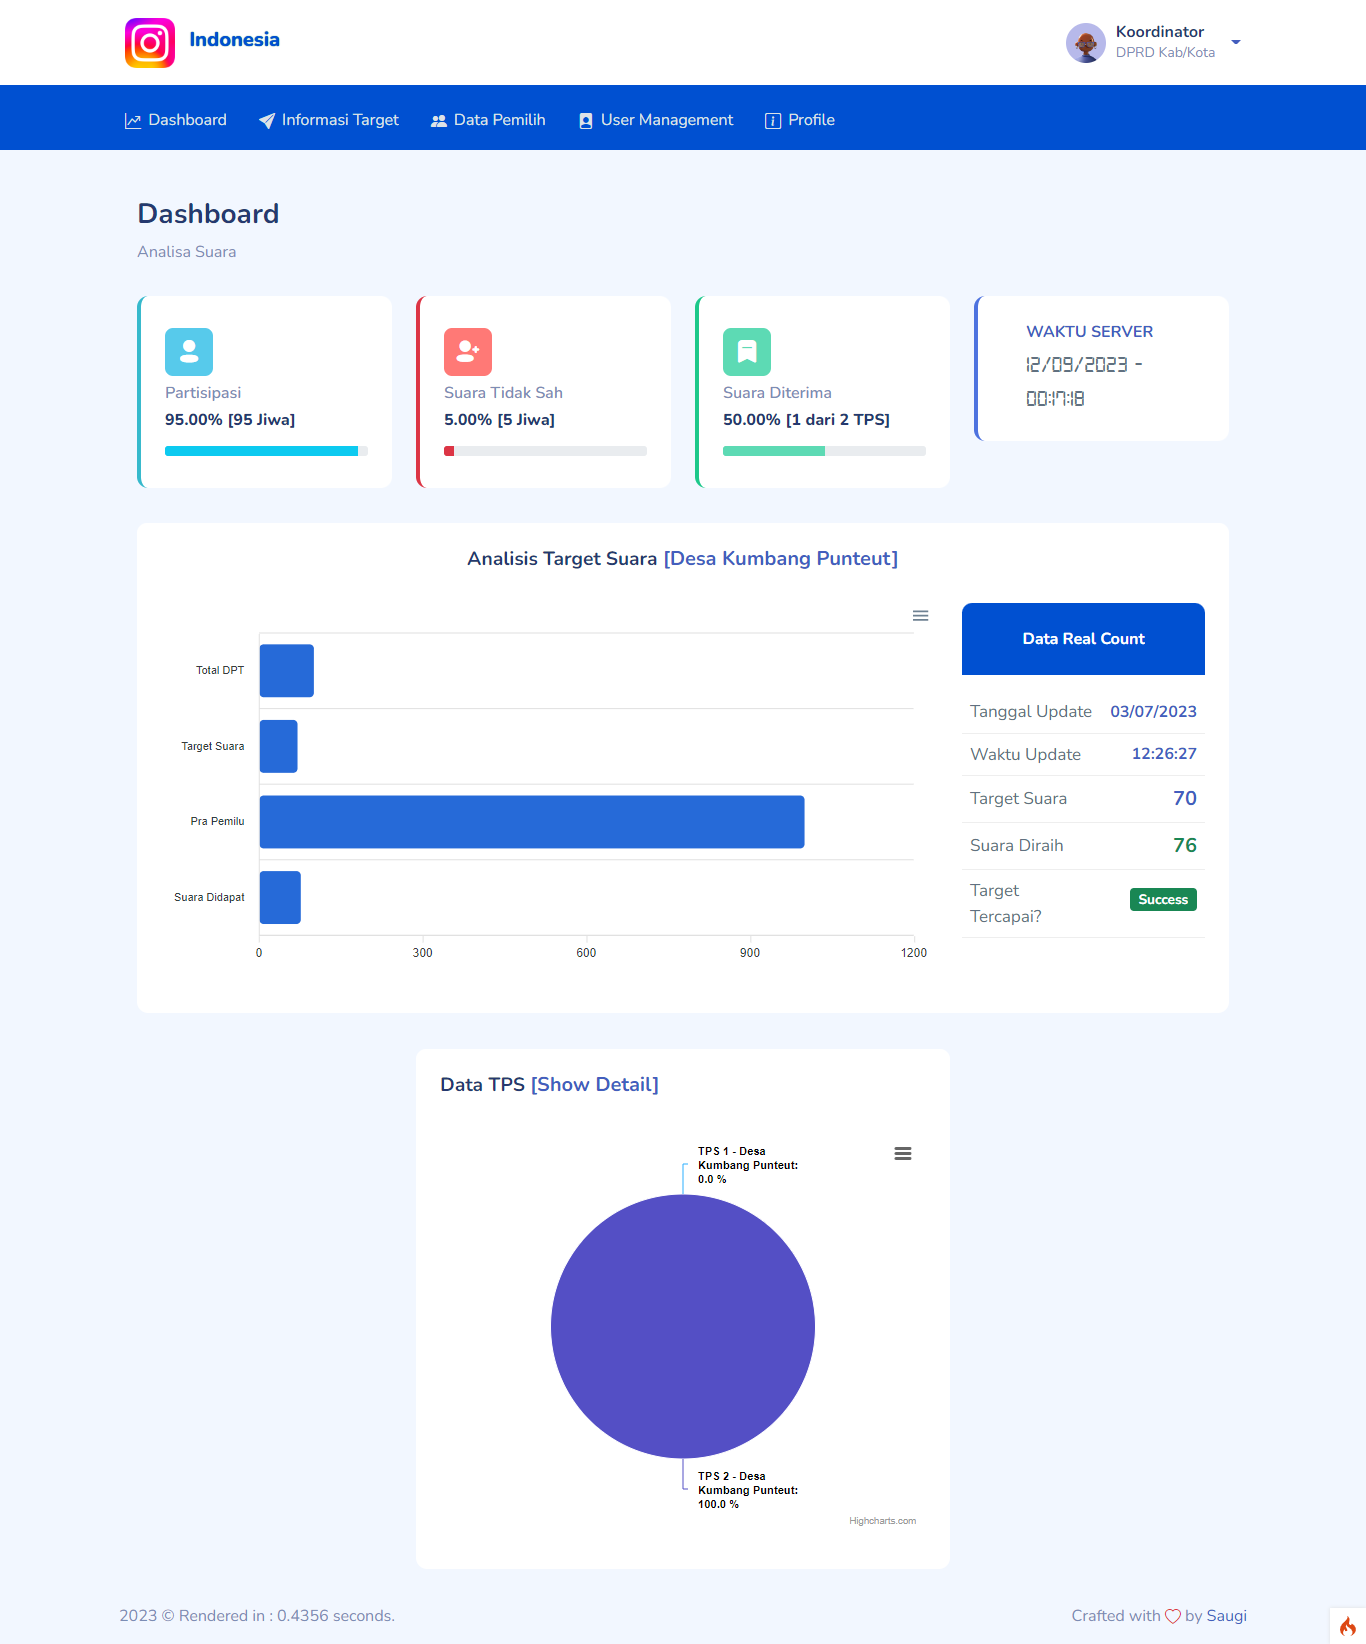 Indonesia
Koordinator
DPRD Kab/Kota
Dashboard
Informasi Target
Data Pemilih
User Management
Profile
Dashboard
Analisa Suara
Partisipasi
95.00% [95 Jiwa]
Suara Tidak Sah
5.00% [5 Jiwa]
Suara Diterima
50.00% [1 dari 2 TPS]
WAKTU SERVER
12/09/2023 -
00:17:18
Analisis Target Suara [Desa Kumbang Punteut]
Total DPT
Target Suara
Pra Pemilu
Suara Didapat
0
300
600
900
1200
Data Real Count
Tanggal Update 03/07/2023
Waktu Update 12:26:27
Target Suara 70
Suara Diraih 76
Target
Tercapai?
Success
Data TPS [Show Detail]
TPS 1 - Desa
Kumbang Punteut:
0.0 %
TPS 2 - Desa
Kumbang Punteut:
100.0 %
Highcharts.com
2023 © Rendered in : 0.4356 seconds.
Crafted with by Saugi